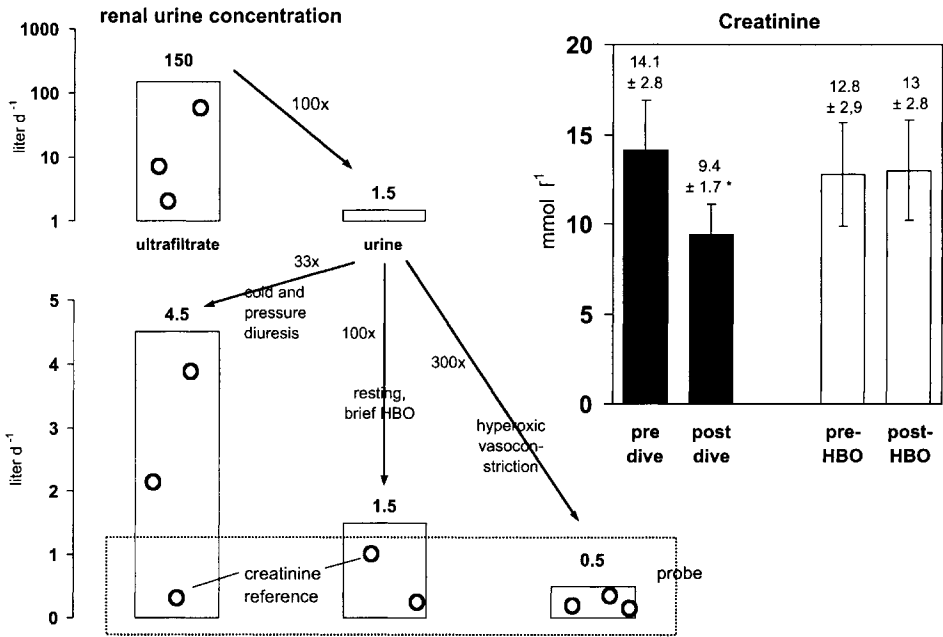 renal urine concentration
1000
100
10
1
liter d -1
150
100x
1.5
ultrafiltrate
urine
33x
cold and
pressure
diuresis
100x
300x
resting,
brief HBO
hyperoxic
vasocon-
striction
5
4
3
2
1
0
liter d -1
4.5
1.5
0.5
creatinine
reference
probe
Creatinine
20
15
10
5
0
mmol l-1
14.1
± 2.8
9.4
± 1.7 *
12.8
± 2,9
13
± 2.8
pre
dive
post
dive
pre-
HBO
post-
HBO